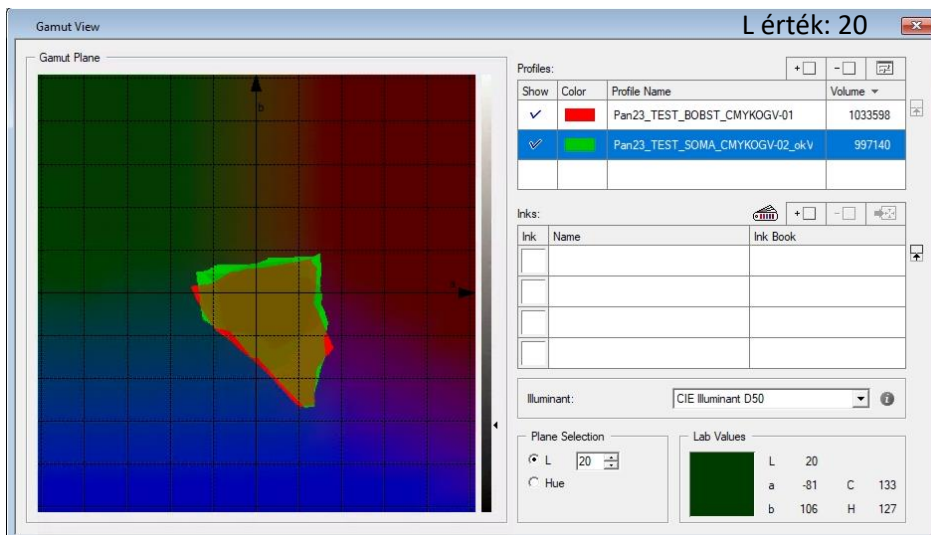 Gamut View
L érték: 20
Gamut Plane
b
a
Profiles:
Show Color Profile Name Volume
Pan23_TEST_BOBST_CMYKOGV-01 1033598
Pan23_TEST_SOMA_CMYKOGV-02_okV 997140
Inks:
Ink Name Ink Book
Illuminant: CIE Illuminant D50
Plane Selection
L 20
Hue
Lab Values
L 20
a -81 C 133
b 106 H 127